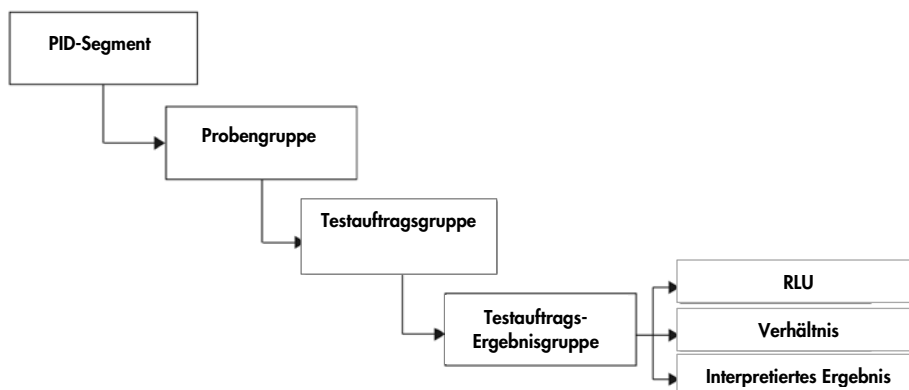 PID-Segment
Probengruppe
Testauftragsgruppe
Testauftrags-
Ergebnisgruppe
RLU
Verhältnis
Interpretiertes Ergebnis